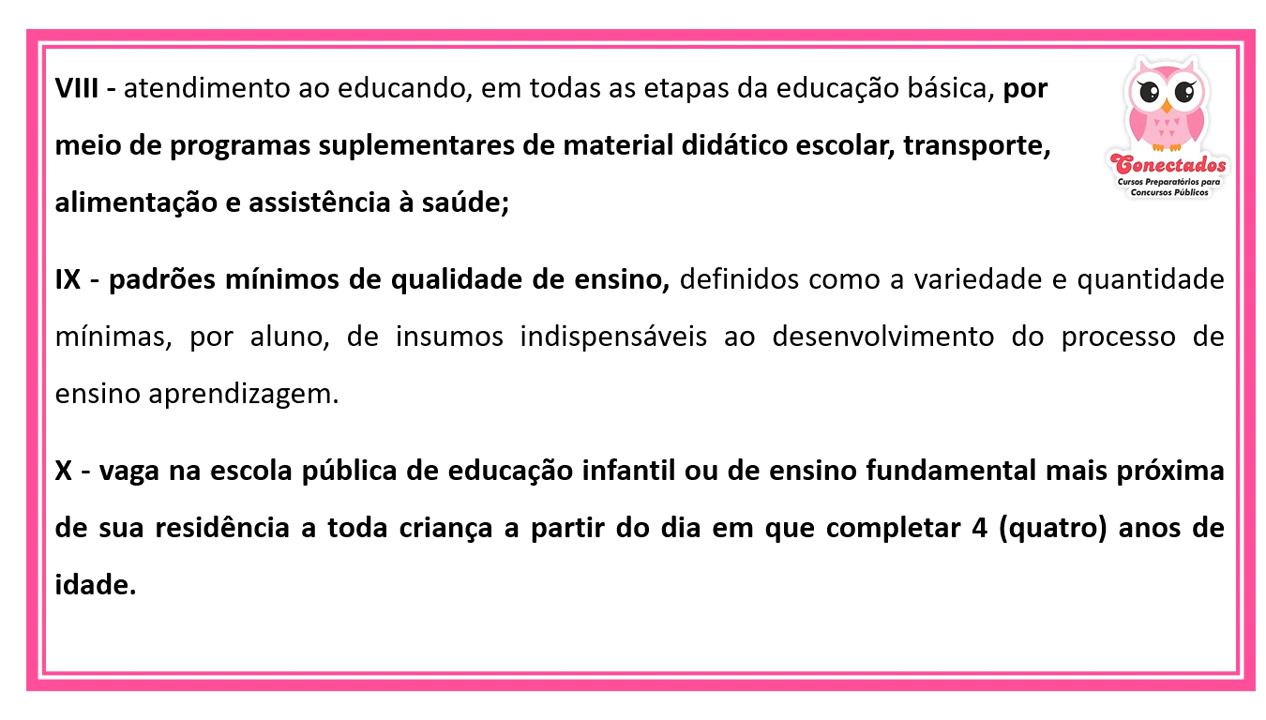 VIII - atendimento ao educando, em todas as etapas da educação básica, por
meio de programas suplementares de material didático escolar, transporte,
alimentação e assistência à saúde;
Conectados
Cursos Preparatórios para
Concursos Públicos
IX - padrões mínimos de qualidade de ensino, definidos como a variedade e quantidade
mínimas, por aluno, de insumos indispensáveis ao desenvolvimento do processo de
ensino aprendizagem.
X - vaga na escola pública de educação infantil ou de ensino fundamental mais próxima
de sua residência a toda criança a partir do dia em que completar 4 (quatro) anos de
idade.